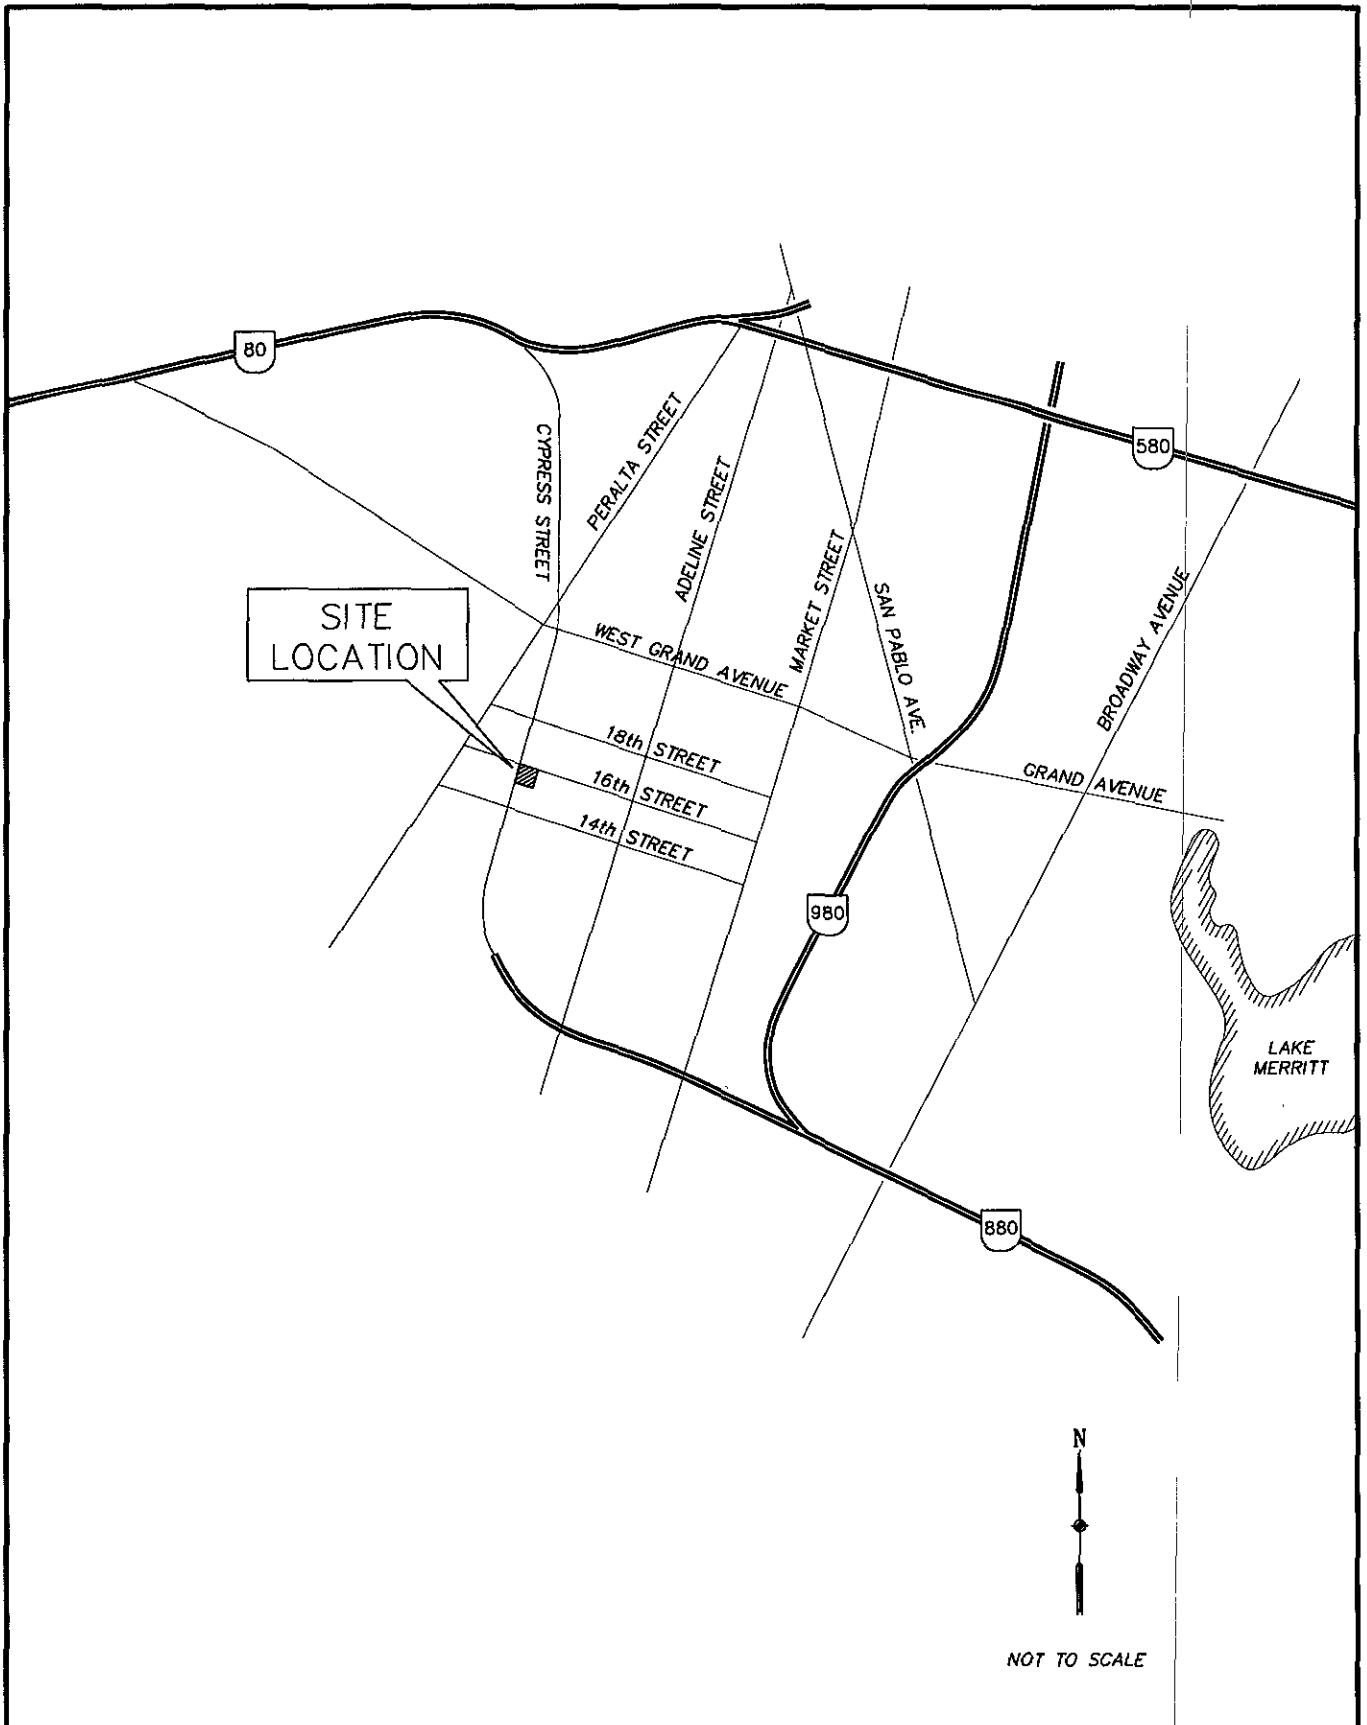 80
580
CYPRESS STREET
PERALTA STREET
ADELINE STREET
MARKET STREET
SAN PABLO AVE.
BROADWAY AVENUE
SITE
LOCATION
WEST GRAND AVENUE
GRAND AVENUE
18th STREET
16th STREET
14th STREET
980
LAKE
MERRITT
880
N
NOT TO SCALE